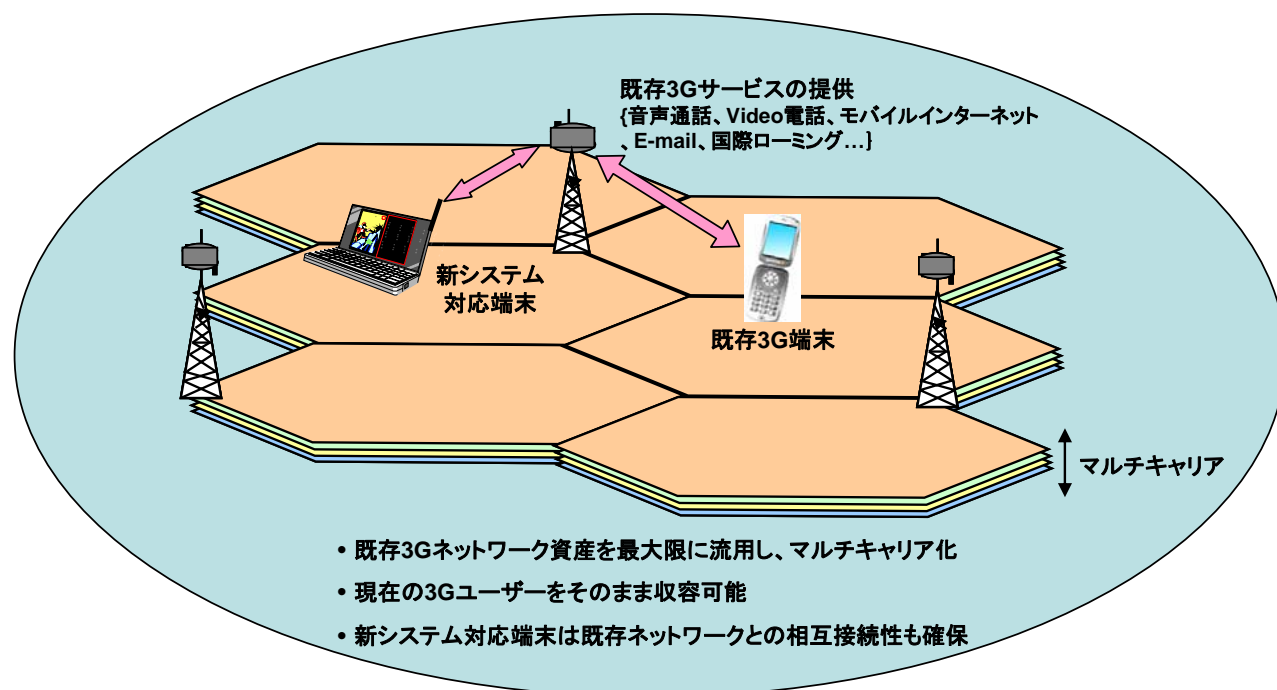 既存3Gサービスの提供
{音声通話、Video電話、モバイルインターネット
、E-mail、国際ローミング…}
新システム
対応端末
既存3G端末
マルチキャリア
• 既存3Gネットワーク資産を最大限に流用し、マルチキャリア化
• 現在の3Gユーザーをそのまま収容可能
• 新システム対応端末は既存ネットワークとの相互接続性も確保